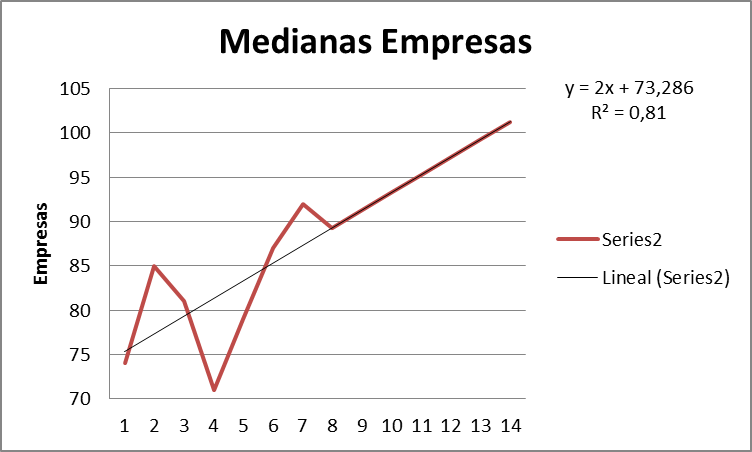 Medianas Empresas
y = 2x + 73,286
R² = 0,81
105
100
95
90
85
80
75
70
Empresas
1 2 3 4 5 6 7 8 9 10 11 12 13 14
Series2
Lineal (Series2)